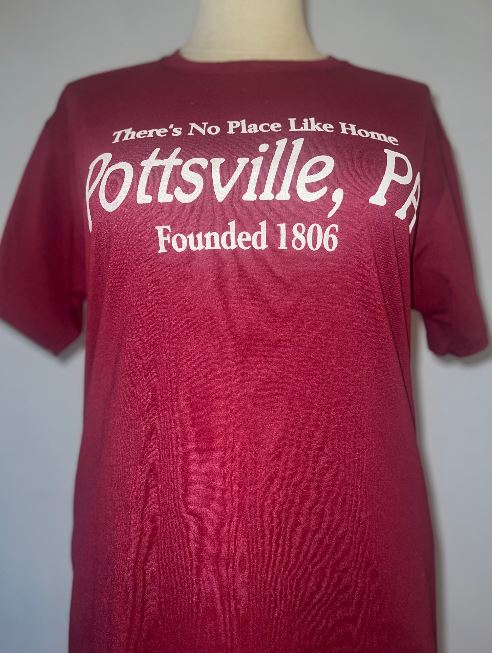 There's No Place Like Home
Pottsville, PA
Founded 1806